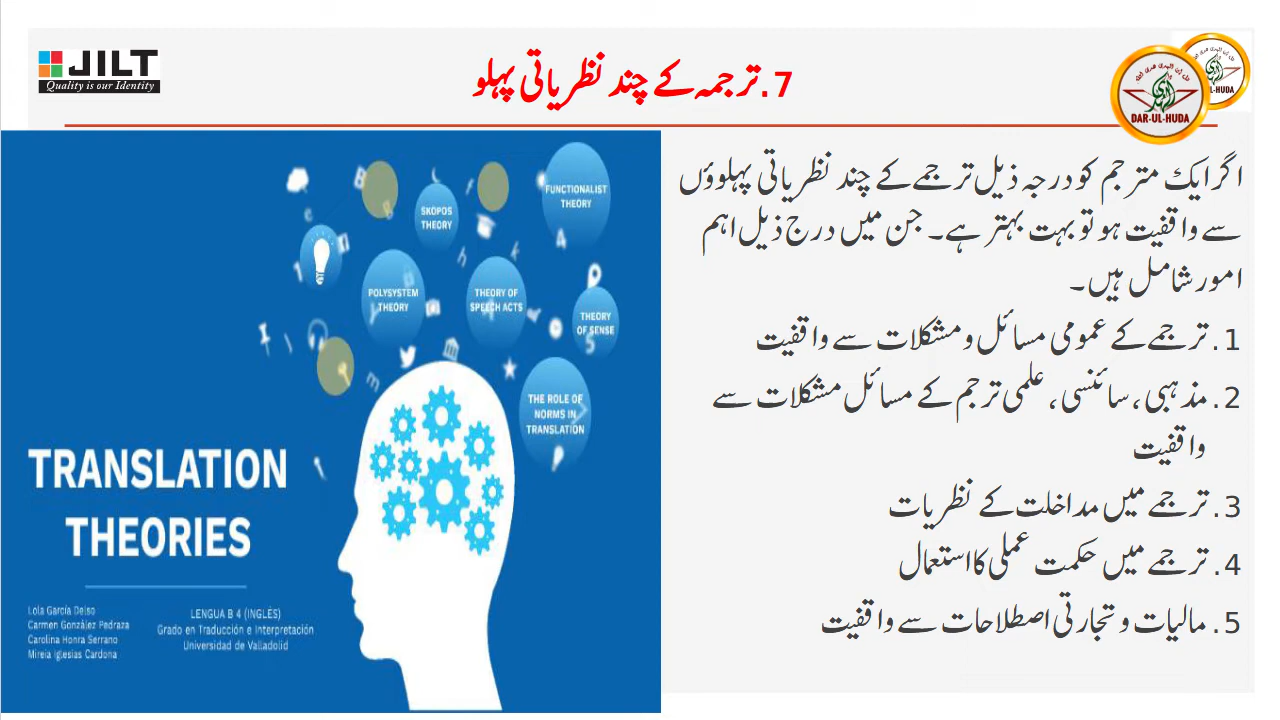 JILT
Quality is our Identity
7. ترجمہ کے چند نظریاتی پہلو
DAR-UL-HUDA
UL-HUDA
اگر ایک مترجم کو درجہ ذیل ترجمے کے چند نظریاتی پہلوؤں
سے واقفیت ہو تو بہت بہتر ہے۔ جن میں درج ذیل اہم
امور شامل ہیں۔
1. ترجمے کے عمومی مسائل و مشکلات سے واقفیت
2. مذہبی، سائنسی، علمی ترجم کے مسائل مشکلات سے
واقفیت
3. ترجمے میں مداخلت کے نظریات
4. ترجمے میں حکمت عملی کا استعمال
5. مالیات و تجارتی اصطلاحات سے واقفیت
FUNCTIONALIST
THEORY
SKOPOS
THEORY
POLYSYSTEM
THEORY
THEORY OF
SPEECH ACTS
THEORY
OF SENSE
THE ROLE OF
NORMS IN
TRANSLATION
TRANSLATION
THEORIES
Lola García Delso
Carmen González Pedraza
Carolina Honra Serrano
Mireia Iglesias Cardona
LENGUA B 4 (INGLÉS)
Grado en Traducción e Interpretación
Universidad de Valladolid